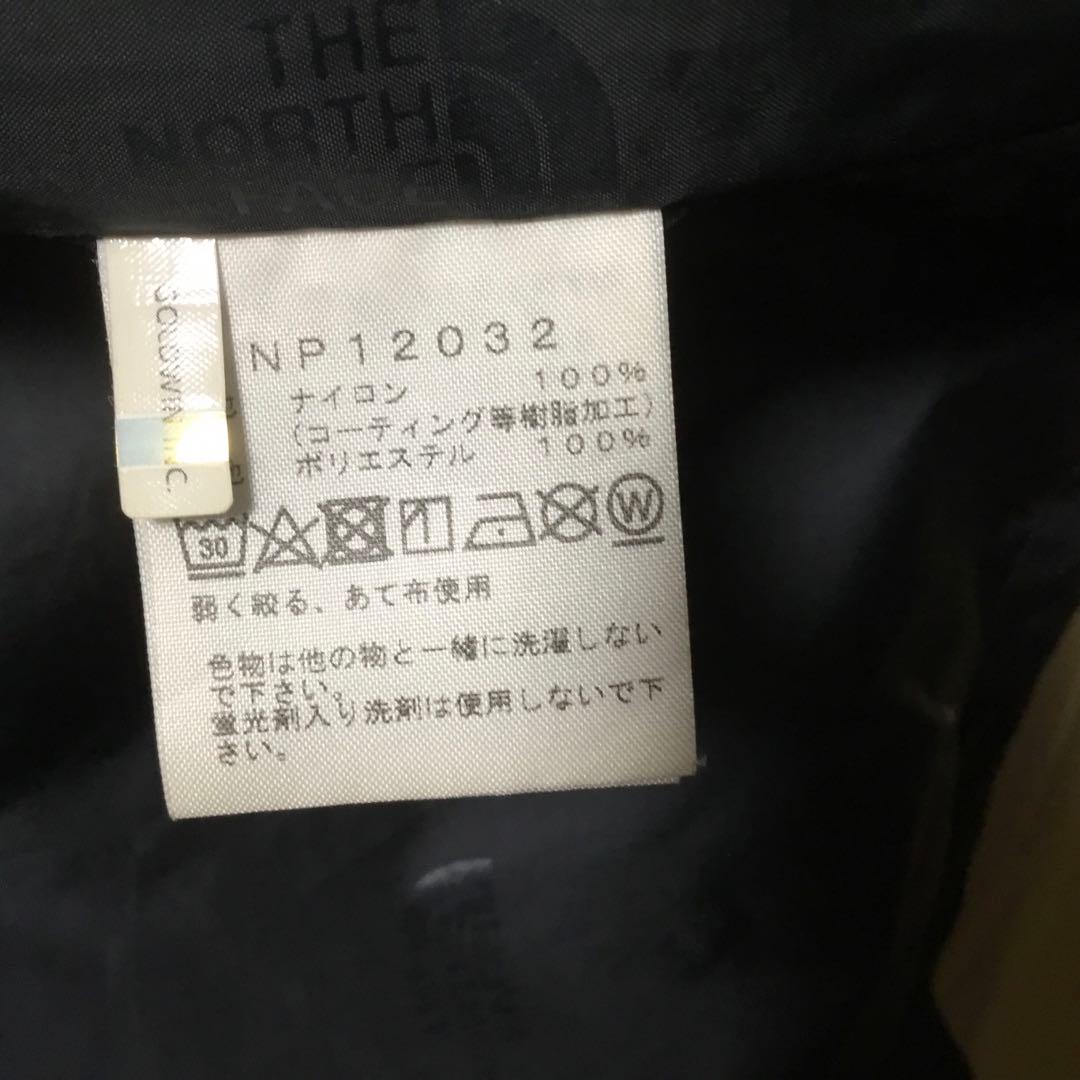 THE
NORTH
FACE
GOLDWIN INC.
NP12032
ナイロン 100%
(コーティング等樹脂加工)
ポリエステル 100%
30
W
弱く絞る、あて布使用
色物は他の物と一緒に洗濯しない
で下さい。
蛍光剤入り洗剤は使用しないで下
さい。